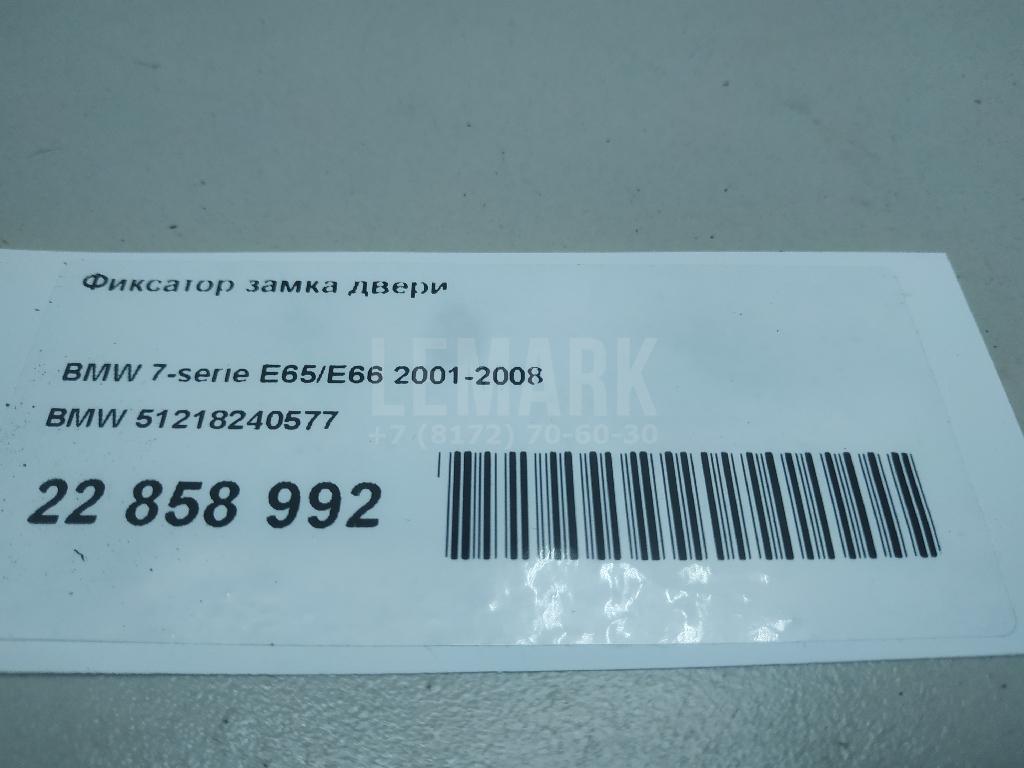 Фиксатор замка двери
BMW 7-serie E65/E66 2001-2008
BMW 51218240577
22 858 992
LEMARK
+7 (8172) 70-60-30